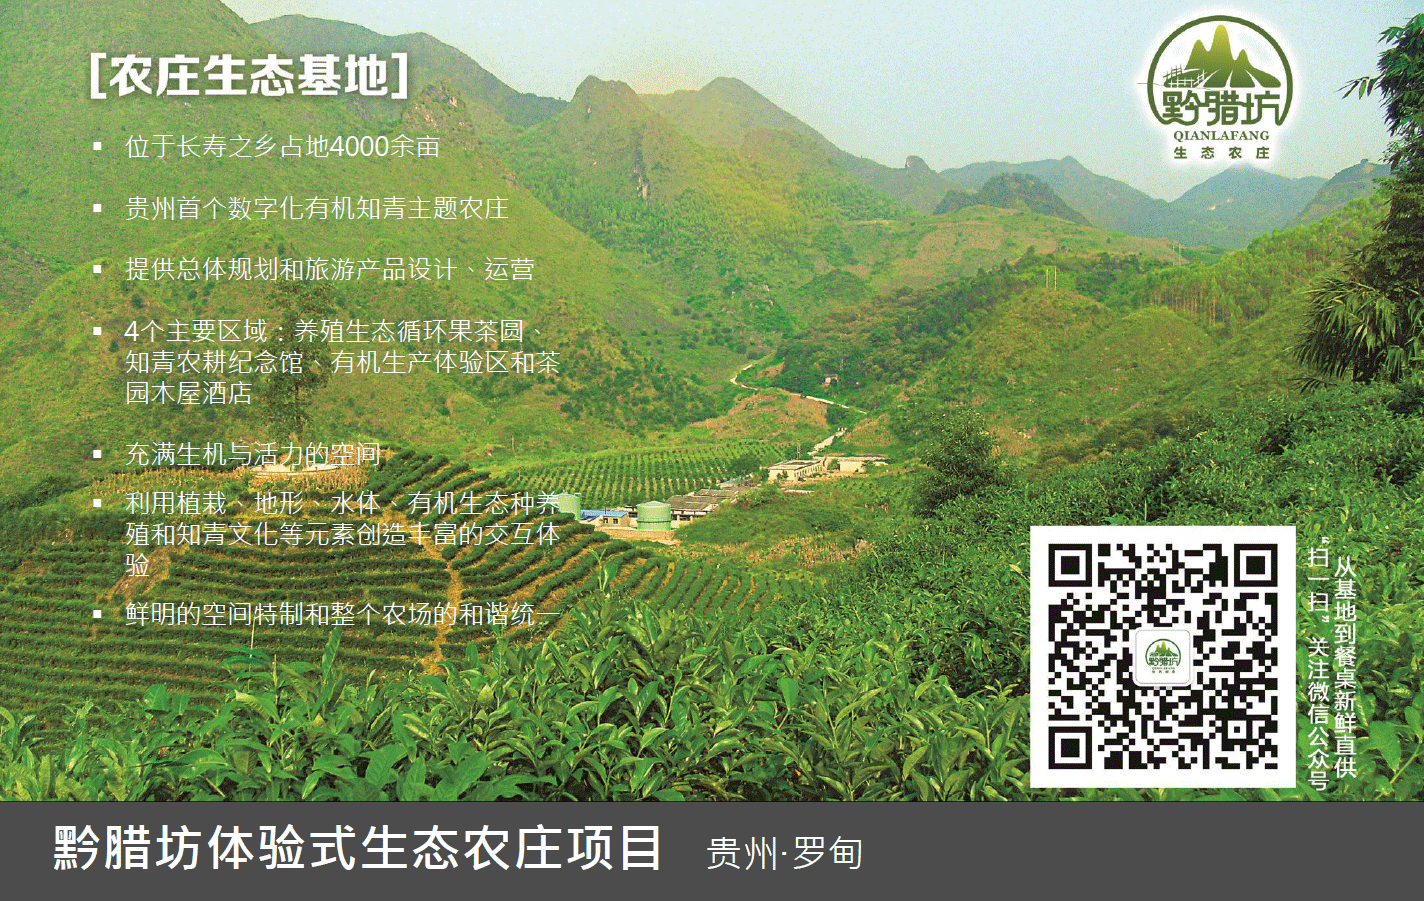 [农庄生态基地]
黔腊坊
QIANLAFANG
生态农庄
▪ 位于长寿之乡占地4000余亩
▪ 贵州首个数字化有机知青主题农庄
▪ 提供总体规划和旅游产品设计、运营
▪ 4个主要区域：养殖生态循环果茶圆、
知青农耕纪念馆、有机生产体验区和茶
园木屋酒店
▪ 充满生机与活力的空间
▪ 利用植栽、地形、水体、有机生态种养
殖和知青文化等元素创造丰富的交互体
验
▪ 鲜明的空间特制和整个农场的和谐统一
从基地到餐桌新鲜直供
“扫一扫”关注微信公众号
黔腊坊
黔腊坊体验式生态农庄项目 贵州·罗甸